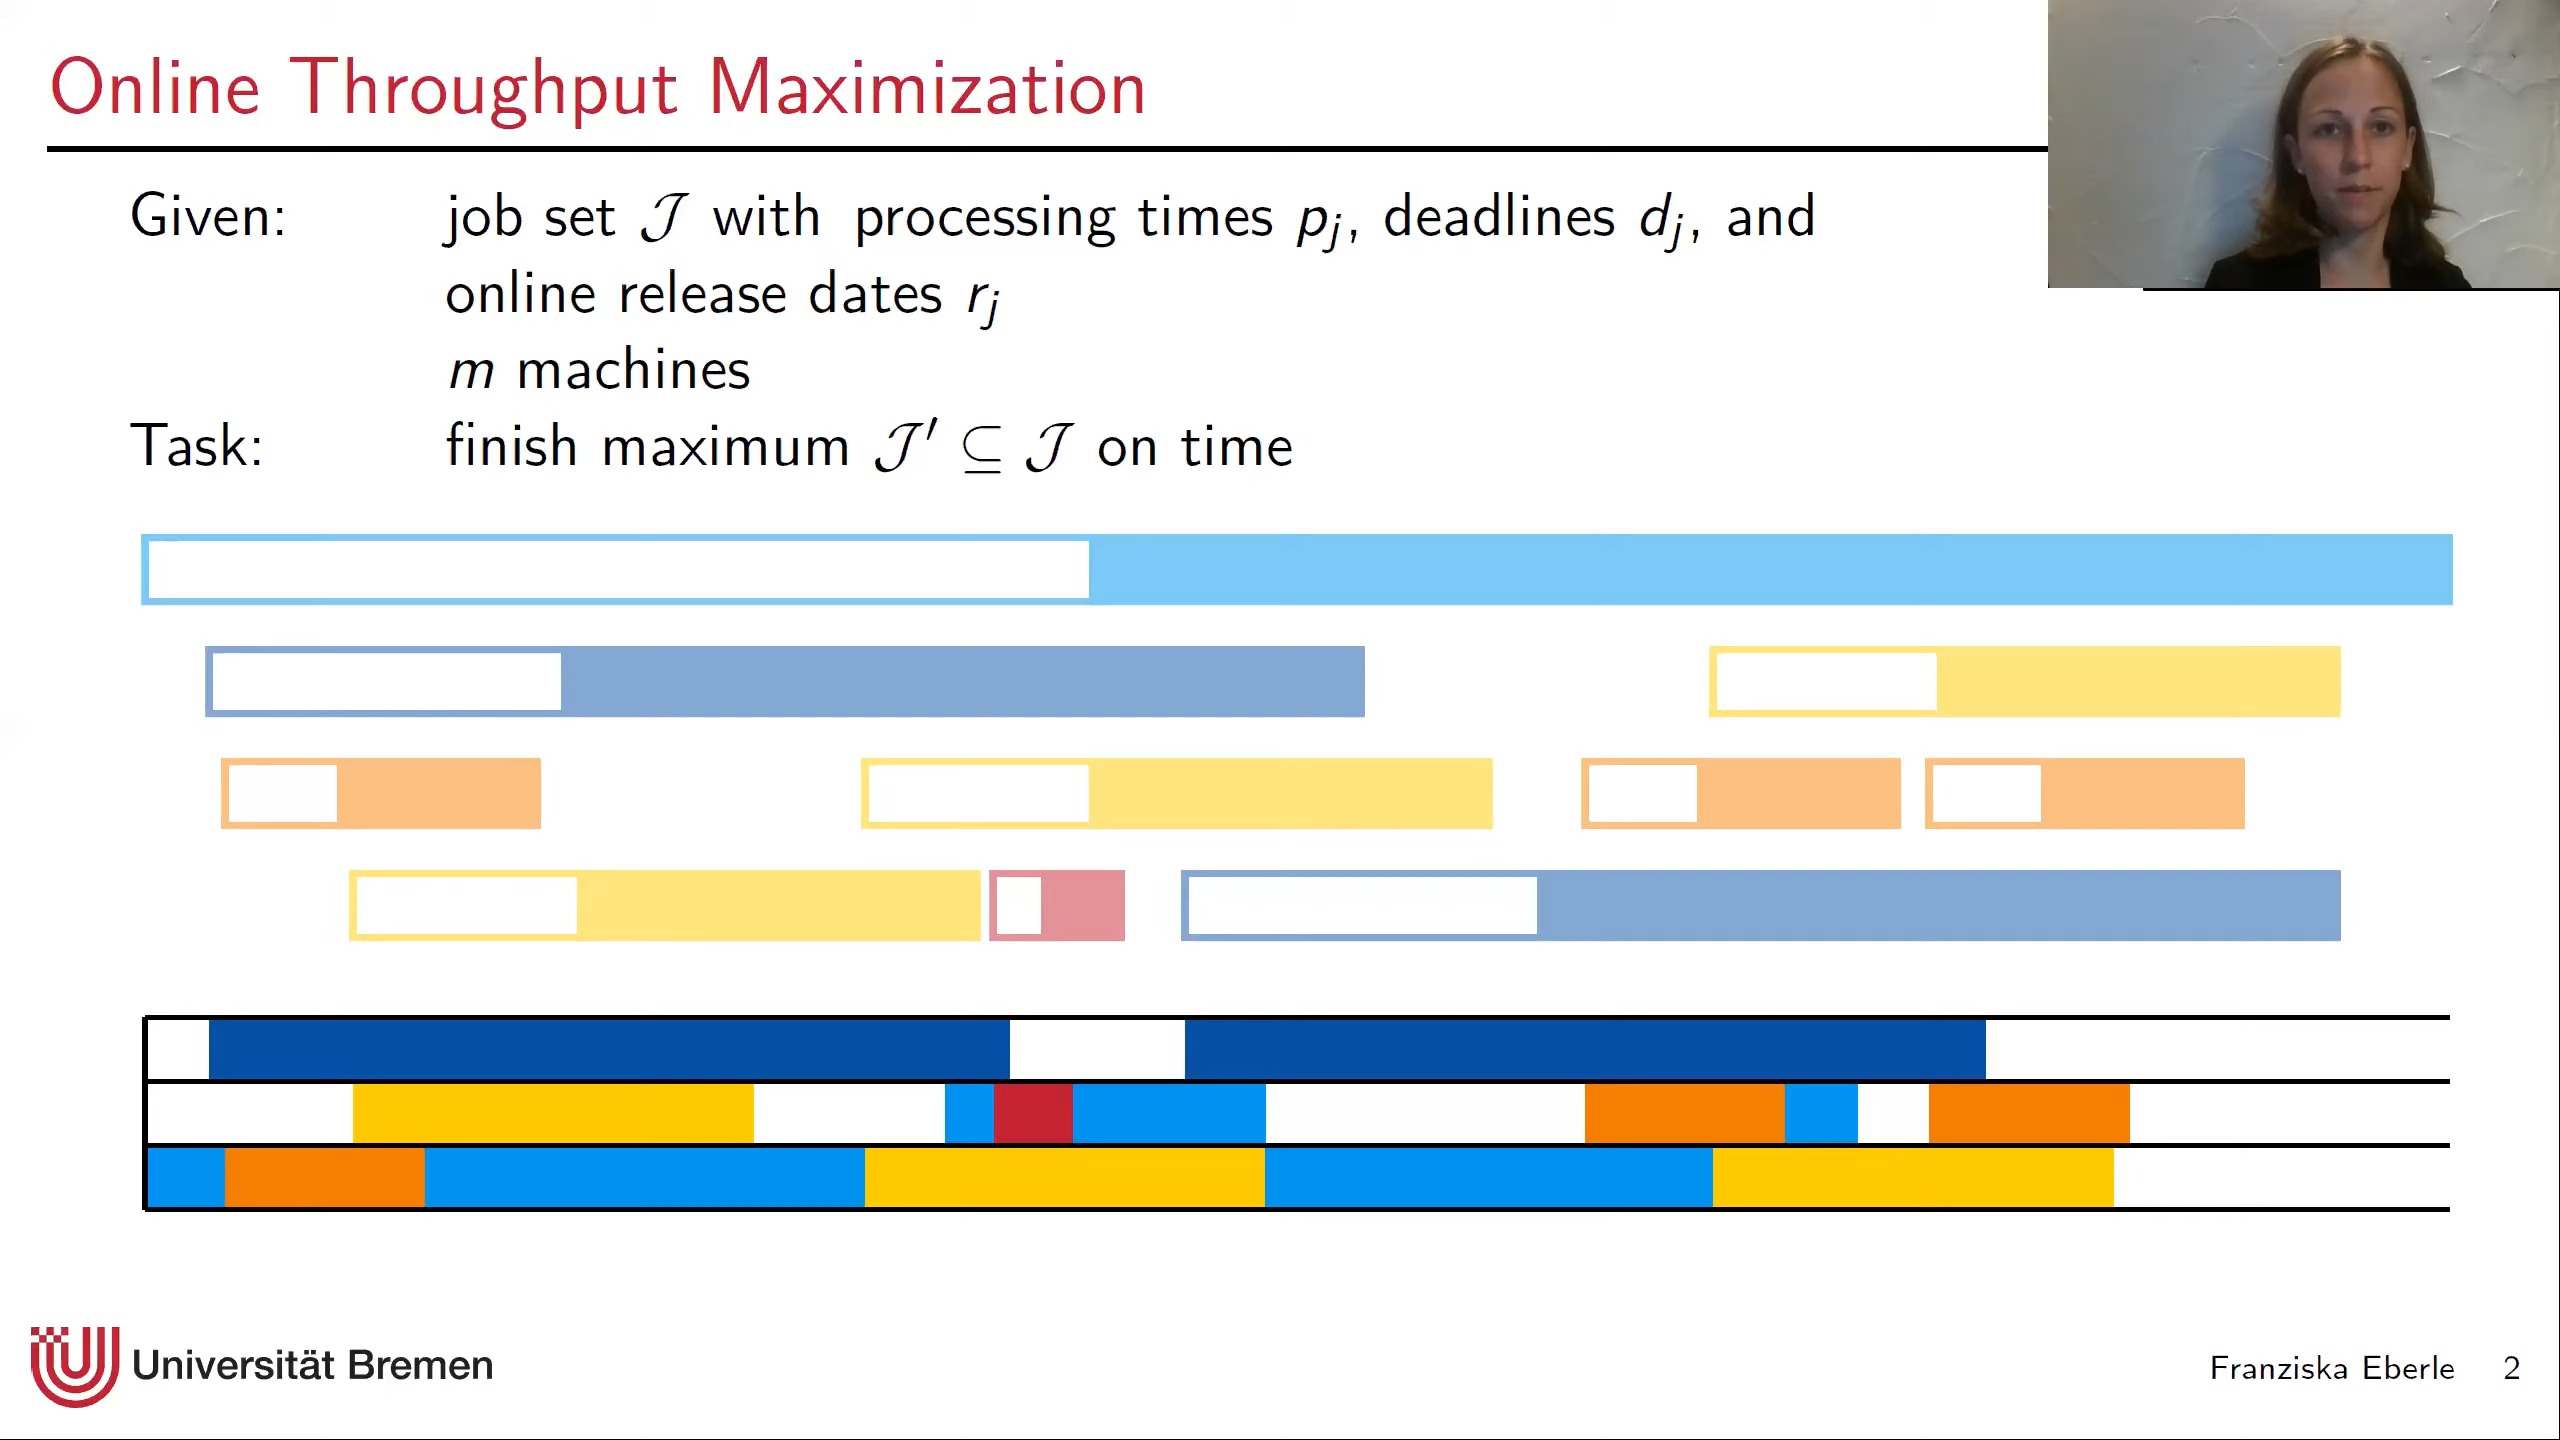 Online Throughput Maximization
Given: job set 𝒥 with processing times pⱼ, deadlines dⱼ, and
online release dates rⱼ
m machines
Task: finish maximum 𝒥′ ⊆ 𝒥 on time
Universität Bremen
Franziska Eberle 2